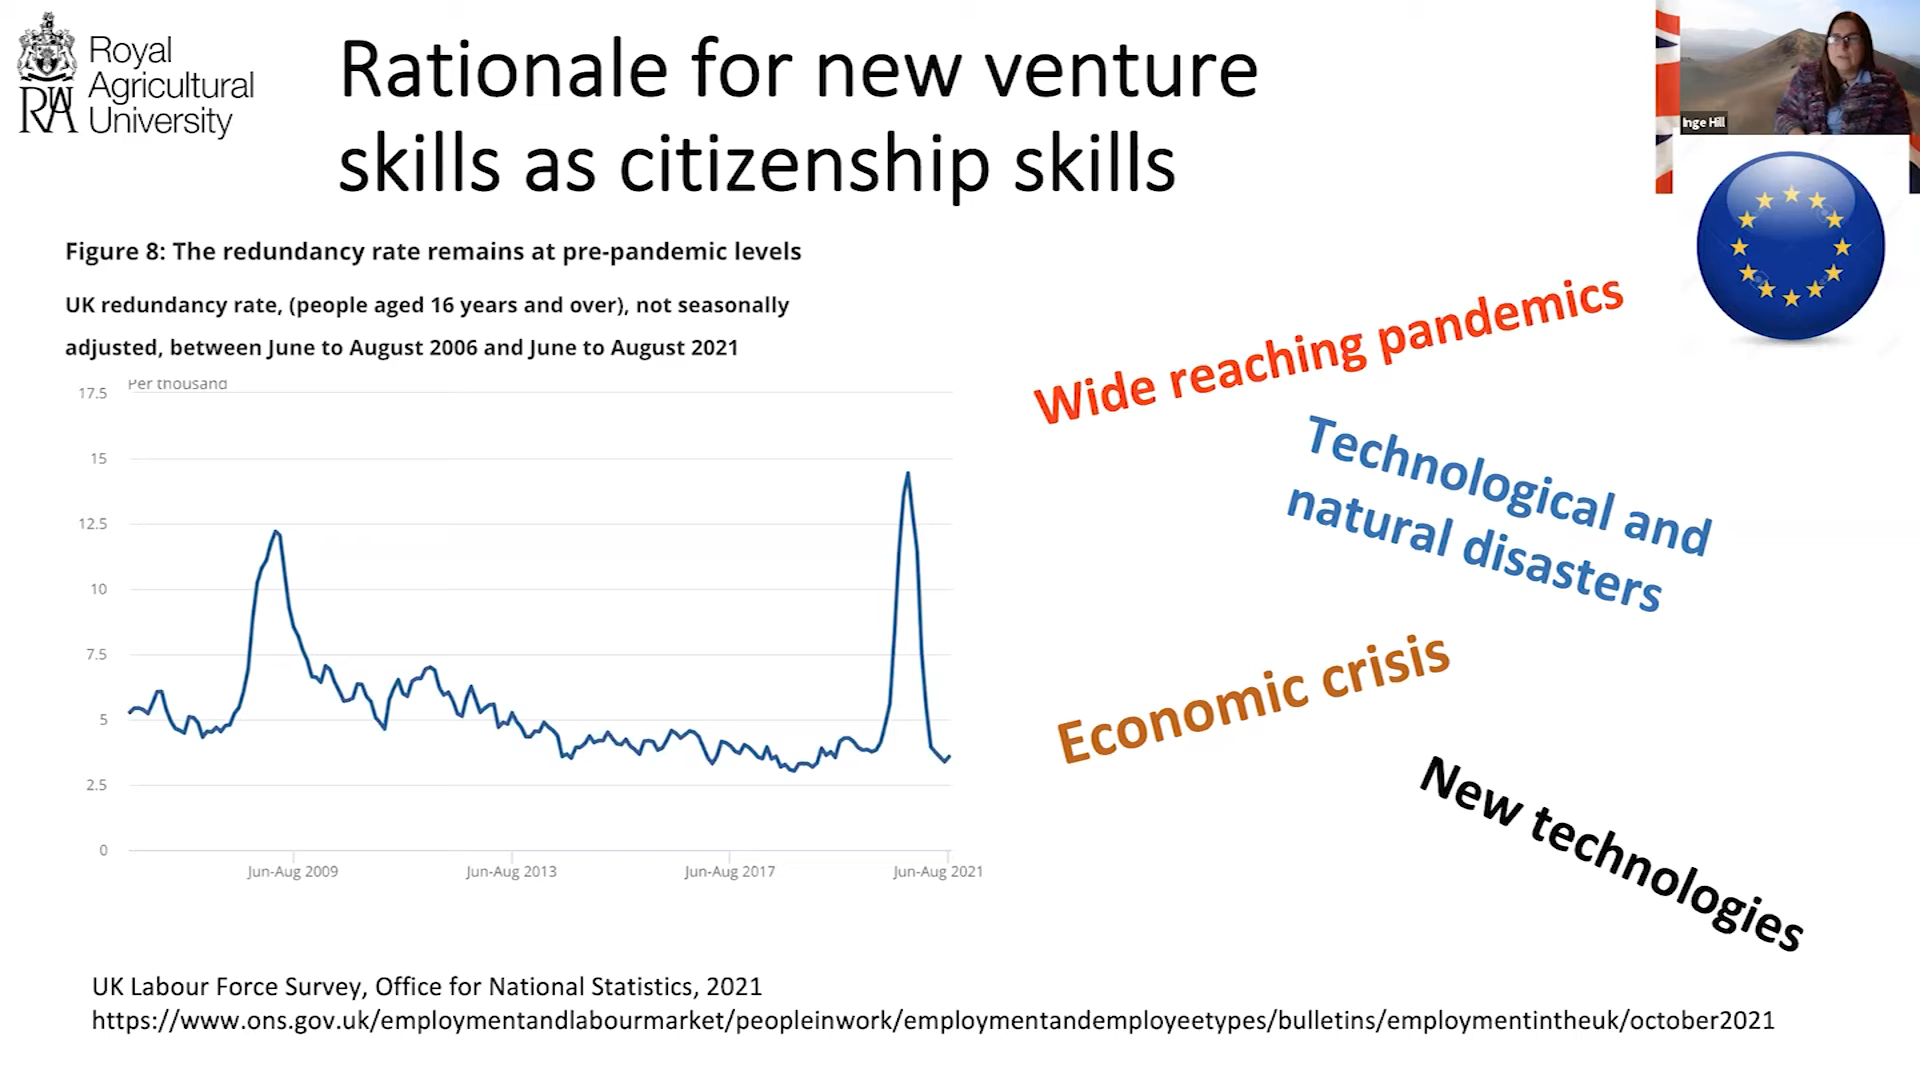 Royal
Agricultural
University
RAU
Rationale for new venture
skills as citizenship skills
Inge Hill
Figure 8: The redundancy rate remains at pre-pandemic levels
UK redundancy rate, (people aged 16 years and over), not seasonally
adjusted, between June to August 2006 and June to August 2021
Per thousand
17.5
15
12.5
10
7.5
5
2.5
0
Jun-Aug 2009
Jun-Aug 2013
Jun-Aug 2017
Jun-Aug 2021
Wide reaching pandemics
Technological and
natural disasters
Economic crisis
New technologies
UK Labour Force Survey, Office for National Statistics, 2021
https://www.ons.gov.uk/employmentandlabourmarket/peopleinwork/employmentandemployeetypes/bulletins/employmentintheuk/october2021